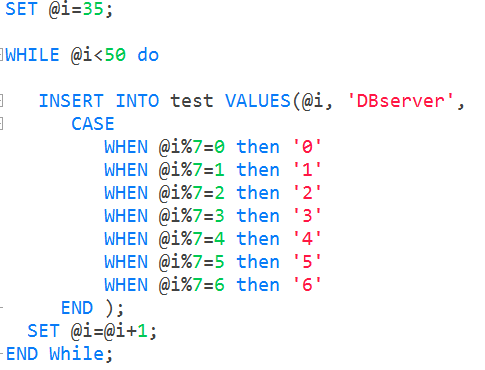 SET @i=35;
WHILE @i<50 do
INSERT INTO test VALUES(@i, 'DBserver',
CASE
WHEN @i%7=0 then '0'
WHEN @i%7=1 then '1'
WHEN @i%7=2 then '2'
WHEN @i%7=3 then '3'
WHEN @i%7=4 then '4'
WHEN @i%7=5 then '5'
WHEN @i%7=6 then '6'
END );
SET @i=@i+1;
END While;